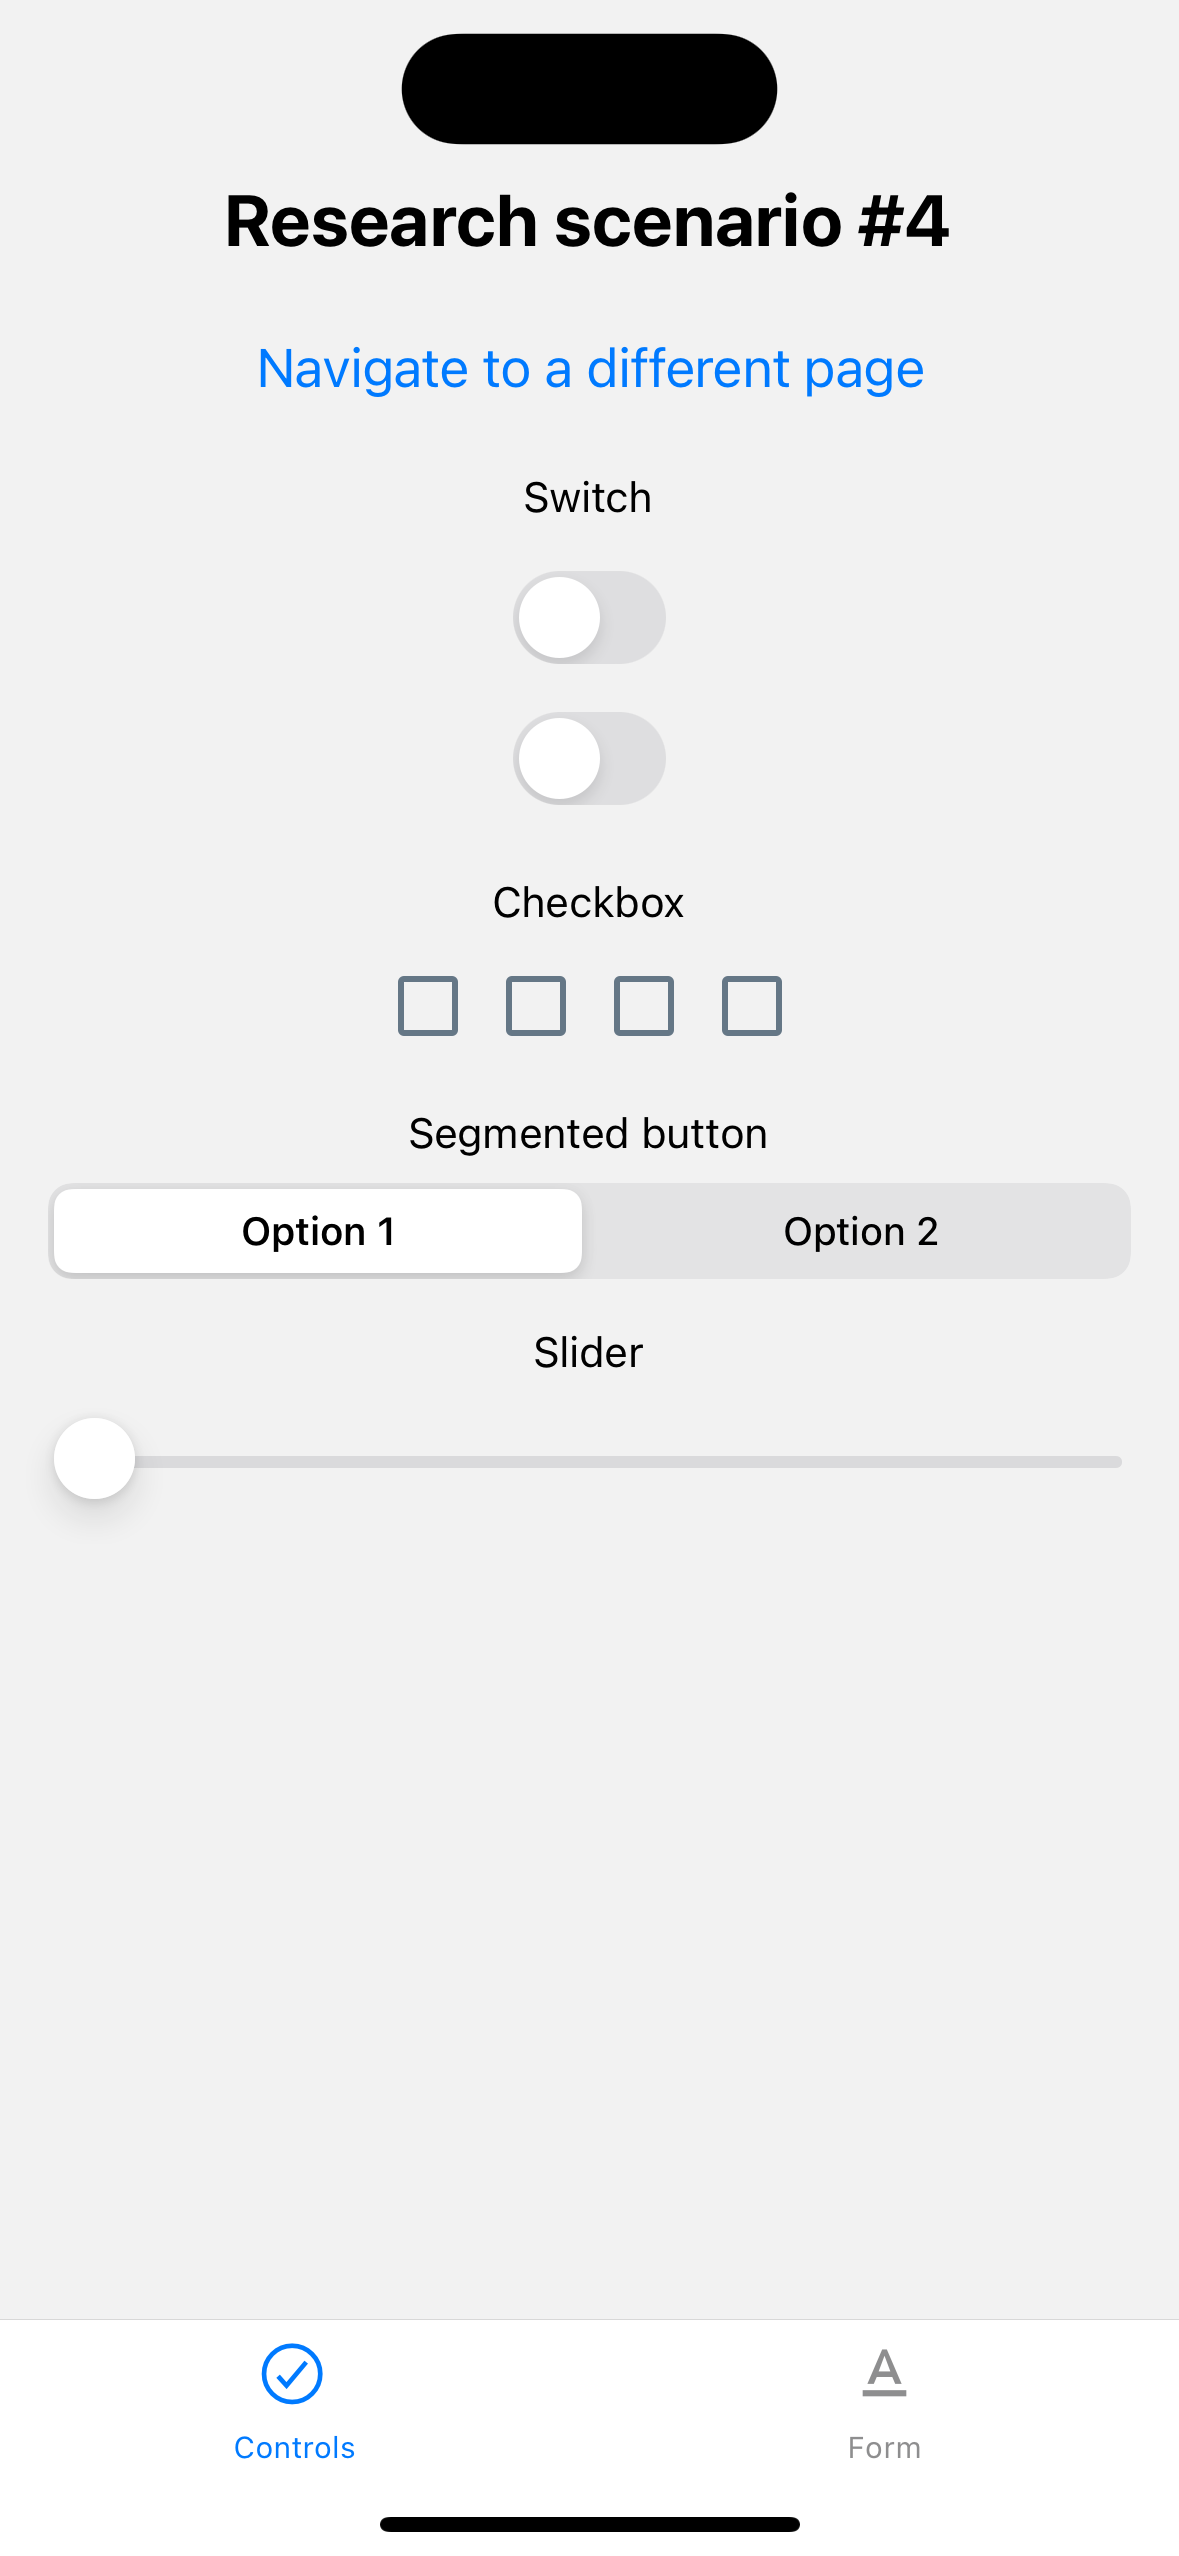 Research scenario #4
Navigate to a different page
Switch
Checkbox
Segmented button
Option 1 Option 2
Slider
Controls Form